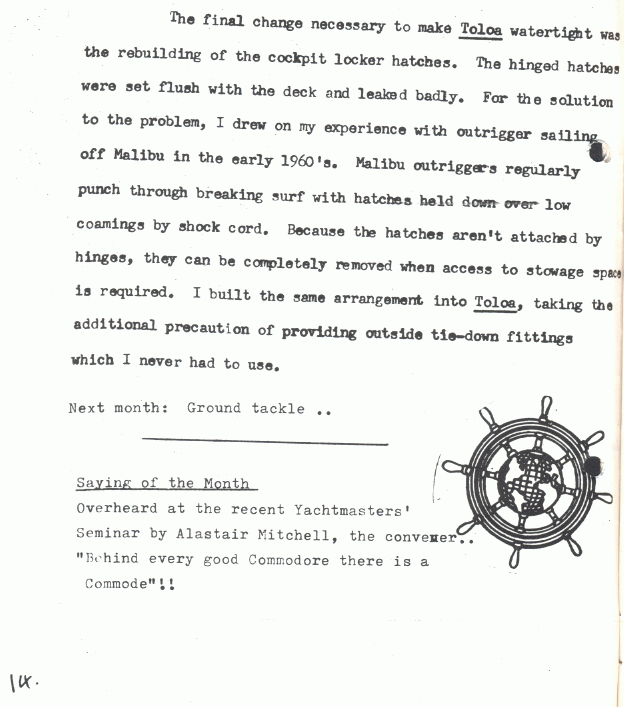 The final change necessary to make Toloa watertight was
the rebuilding of the cockpit locker hatches. The hinged hatches
were set flush with the deck and leaked badly. For the solution
to the problem, I drew on my experience with outrigger sailing
off Malibu in the early 1960's. Malibu outriggers regularly
punch through breaking surf with hatches held down over low
coamings by shock cord. Because the hatches aren't attached by
hinges, they can be completely removed when access to stowage space
is required. I built the same arrangement into Toloa, taking the
additional precaution of providing outside tie-down fittings
which I never had to use.
Next month: Ground tackle ..
Saying of the Month
Overheard at the recent Yachtmasters'
Seminar by Alastair Mitchell, the convener..
"Behind every good Commodore there is a
Commode"!!
14.